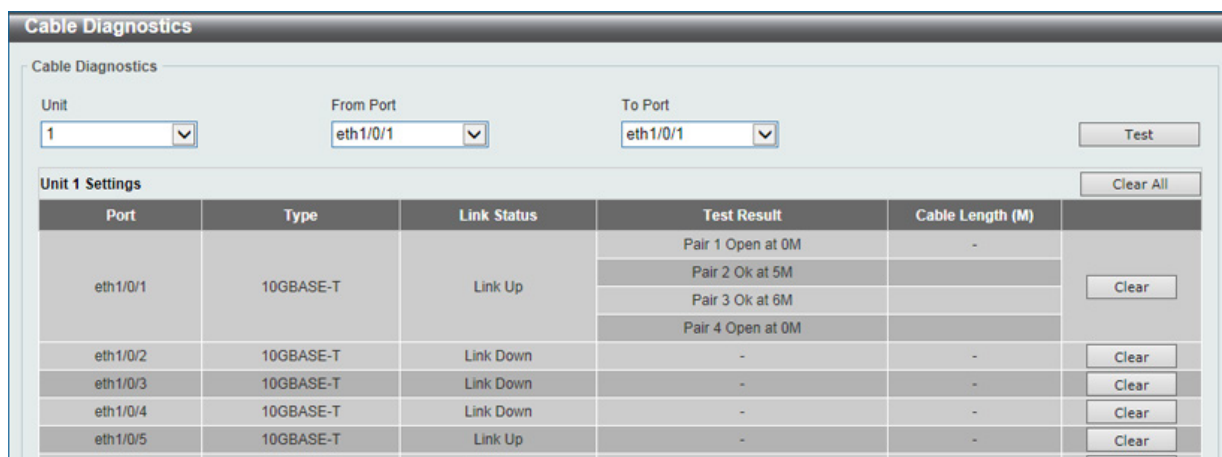 Cable Diagnostics
Cable Diagnostics
Unit From Port To Port
1 eth1/0/1 eth1/0/1 Test
Unit 1 Settings Clear All
Port Type Link Status Test Result Cable Length (M)
eth1/0/1 10GBASE-T Link Up Pair 1 Open at 0M - Clear
Pair 2 Ok at 5M
Pair 3 Ok at 6M
Pair 4 Open at 0M
eth1/0/2 10GBASE-T Link Down - - Clear
eth1/0/3 10GBASE-T Link Down - - Clear
eth1/0/4 10GBASE-T Link Down - - Clear
eth1/0/5 10GBASE-T Link Up - - Clear